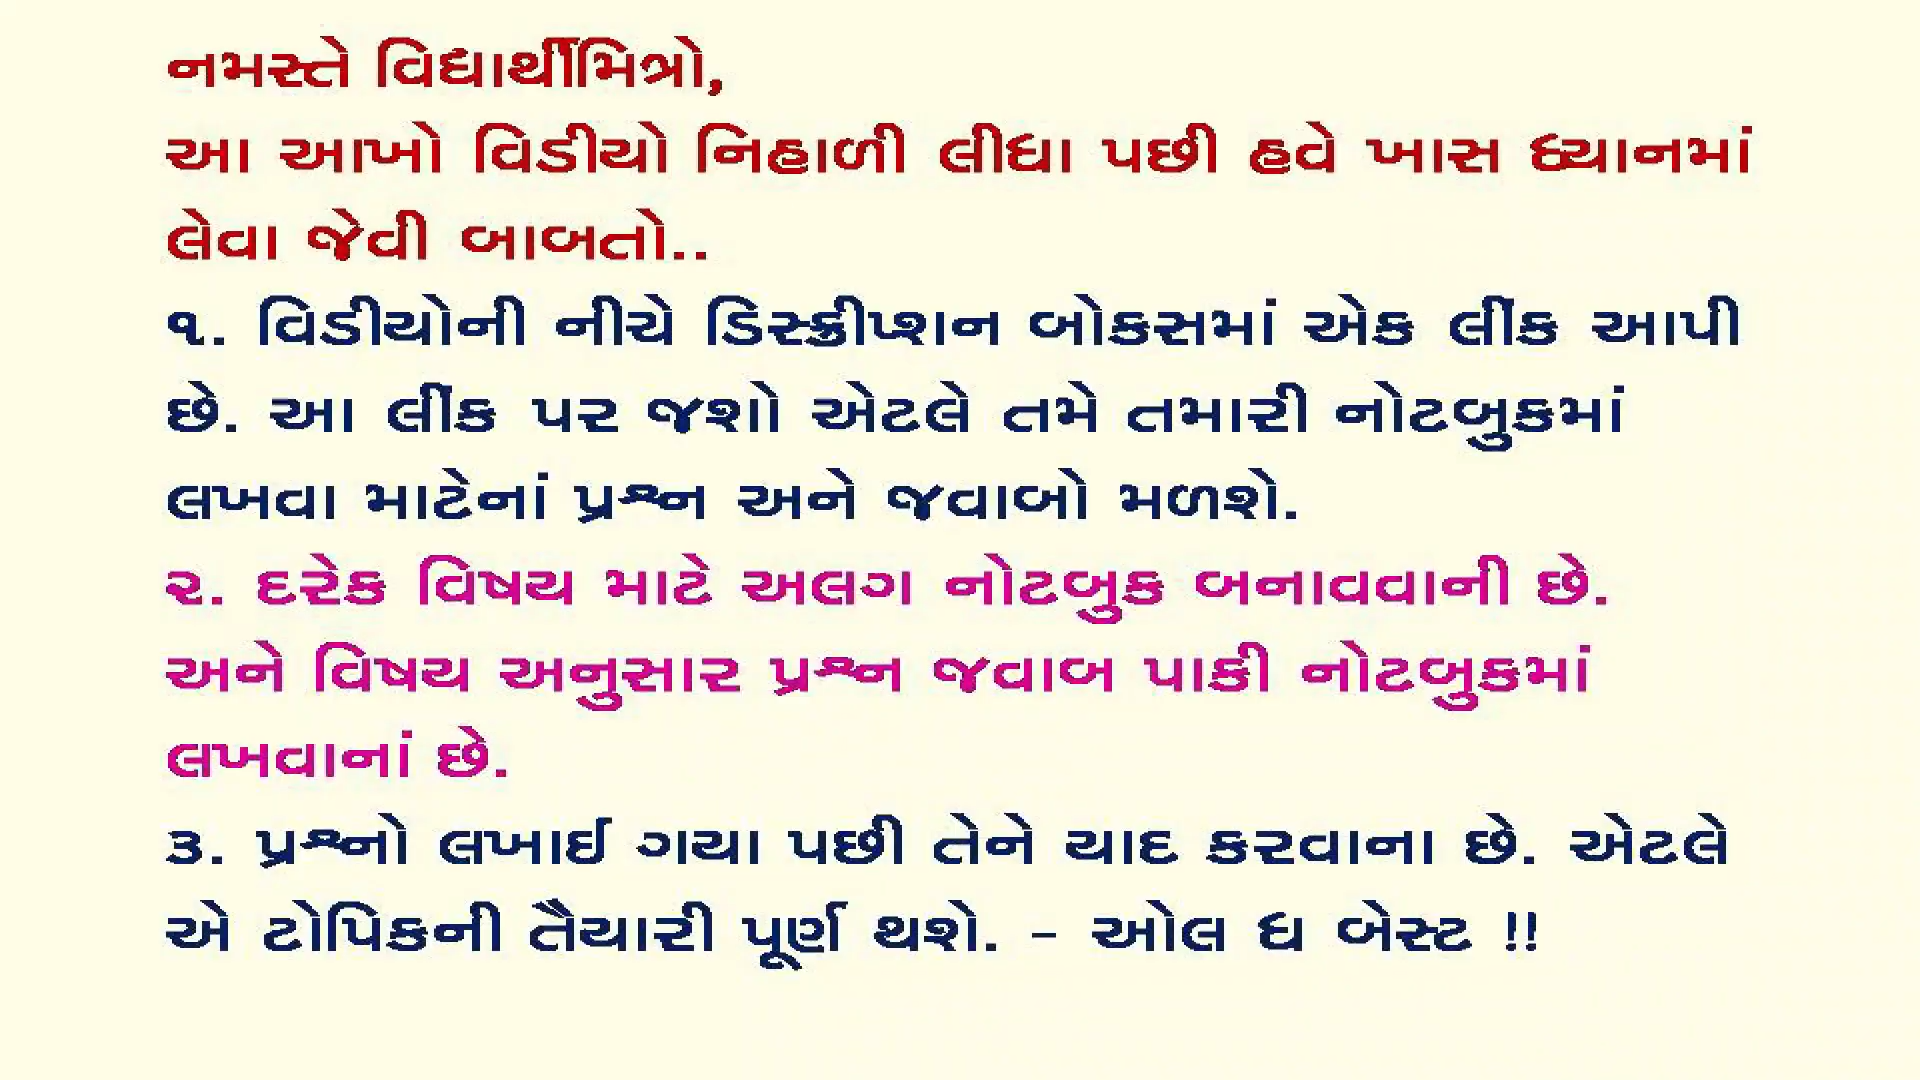 નમસ્તે વિદ્યાર્થીમિત્રો,
આ આખો વિડીયો નિહાળી લીધા પછી હવે ખાસ ધ્યાનમાં
લેવા જેવી બાબતો..
૧. વિડીયોની નીચે ડિસ્ક્રીપ્શન બોકસમાં એક લીંક આપી
છે. આ લીંક પર જશો એટલે તમે તમારી નોટબુકમાં
લખવા માટેનાં પ્રશ્ન અને જવાબો મળશે.
૨. દરેક વિષય માટે અલગ નોટબુક બનાવવાની છે.
અને વિષય અનુસાર પ્રશ્ન જવાબ પાકી નોટબુકમાં
લખવાનાં છે.
૩. પ્રશ્નો લખાઈ ગયા પછી તેને યાદ કરવાના છે. એટલે
એ ટોપિકની તૈયારી પૂર્ણ થશે. - ઓલ ધ બેસ્ટ !!